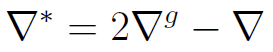 ∇* = 2∇^g − ∇